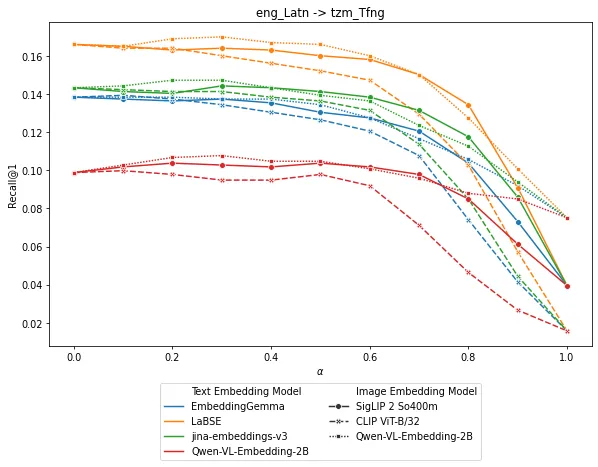 eng_Latn -> tzm_Tfng
Recall@1
0.16
0.14
0.12
0.10
0.08
0.06
0.04
0.02
0.0 0.2 0.4 0.6 0.8 1.0
α
Text Embedding Model
EmbeddingGemma
LaBSE
jina-embeddings-v3
Qwen-VL-Embedding-2B
Image Embedding Model
SigLIP 2 So400m
CLIP ViT-B/32
Qwen-VL-Embedding-2B